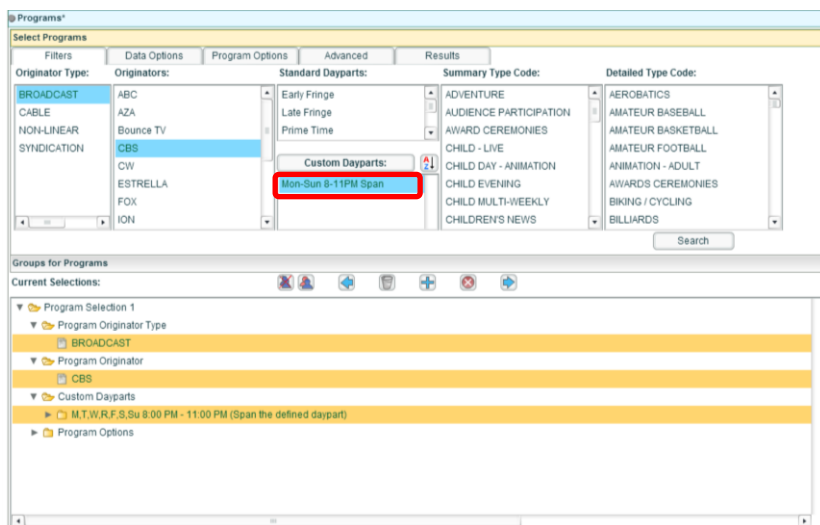 Programs*
Select Programs
Filters Data Options Program Options Advanced Results
Originator Type: Originators: Standard Dayparts: Summary Type Code: Detailed Type Code:
BROADCAST ABC Early Fringe ADVENTURE AEROBATICS
CABLE AZA Late Fringe AUDIENCE PARTICIPATION AMATEUR BASEBALL
NON-LINEAR Bounce TV Prime Time AWARD CEREMONIES AMATEUR BASKETBALL
SYNDICATION CBS CHILD - LIVE AMATEUR FOOTBALL
CW Custom Dayparts: CHILD DAY - ANIMATION ANIMATION - ADULT
ESTRELLA Mon-Sun 8-11PM Span CHILD EVENING AWARDS CEREMONIES
FOX CHILD MULTI-WEEKLY BIKING / CYCLING
ION CHILDREN'S NEWS BILLIARDS
Search
Groups for Programs
Current Selections:
Program Selection 1
Program Originator Type
BROADCAST
Program Originator
CBS
Custom Dayparts
M,T,W,R,F,S,Su 8:00 PM - 11:00 PM (Span the defined daypart)
Program Options